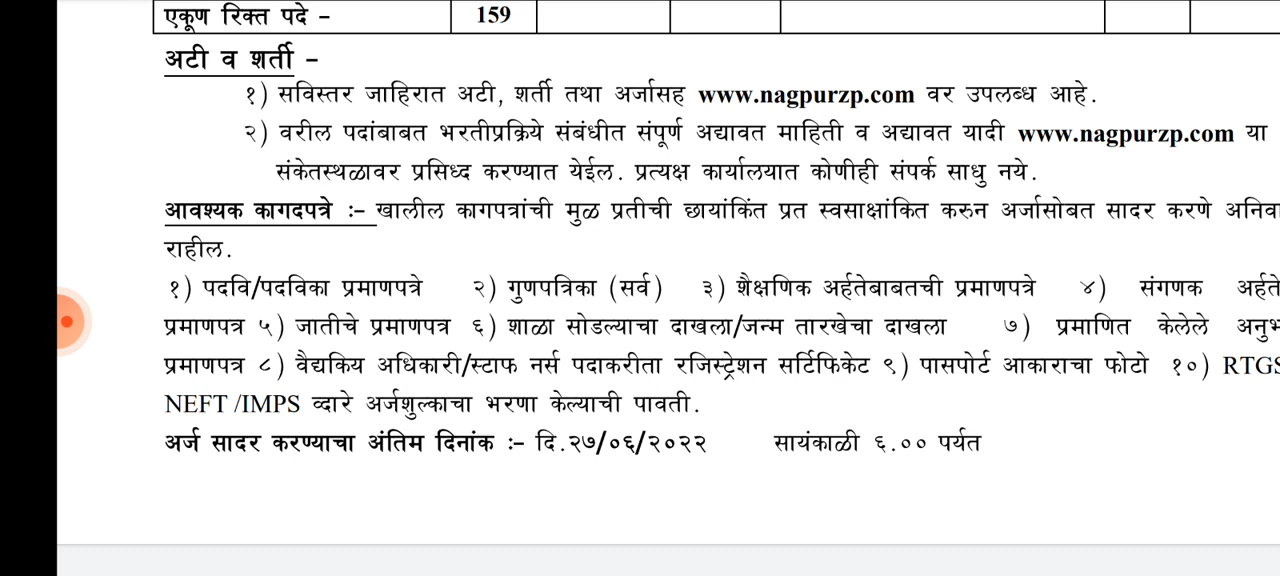 एकूण रिक्त पदे - 159
अटी व शर्ती -
१) सविस्तर जाहिरात अटी, शर्ती तथा अर्जासह www.nagpurzp.com वर उपलब्ध आहे.
२) वरील पदांबाबत भरतीप्रक्रिये संबंधीत संपूर्ण अद्यावत माहिती व अद्यावत यादी www.nagpurzp.com या
संकेतस्थळावर प्रसिध्द करण्यात येईल. प्रत्यक्ष कार्यालयात कोणीही संपर्क साधु नये.
आवश्यक कागदपत्रे :- खालील कागपत्रांची मुळ प्रतीची छायांकिंत प्रत स्वसाक्षांकित करुन अर्जासोबत सादर करणे
राहील.
१) पदवि/पदविका प्रमाणपत्रे २) गुणपत्रिका (सर्व) ३) शैक्षणिक अर्हतेबाबतची प्रमाणपत्रे ४) संगणक अर्हते
प्रमाणपत्र ५) जातीचे प्रमाणपत्र ६) शाळा सोडल्याचा दाखला/जन्म तारखेचा दाखला ७) प्रमाणित केलेले
प्रमाणपत्र ८) वैद्यकिय अधिकारी/स्टाफ नर्स पदाकरीता रजिस्ट्रेशन सर्टिफिकेट ९) पासपोर्ट आकाराचा फोटो १०) RTGS
NEFT /IMPS व्दारे अर्जशुल्काचा भरणा केल्याची पावती.
अर्ज सादर करण्याचा अंतिम दिनांक :- दि.२७/०६/२०२२ सायंकाळी ६.०० पर्यत